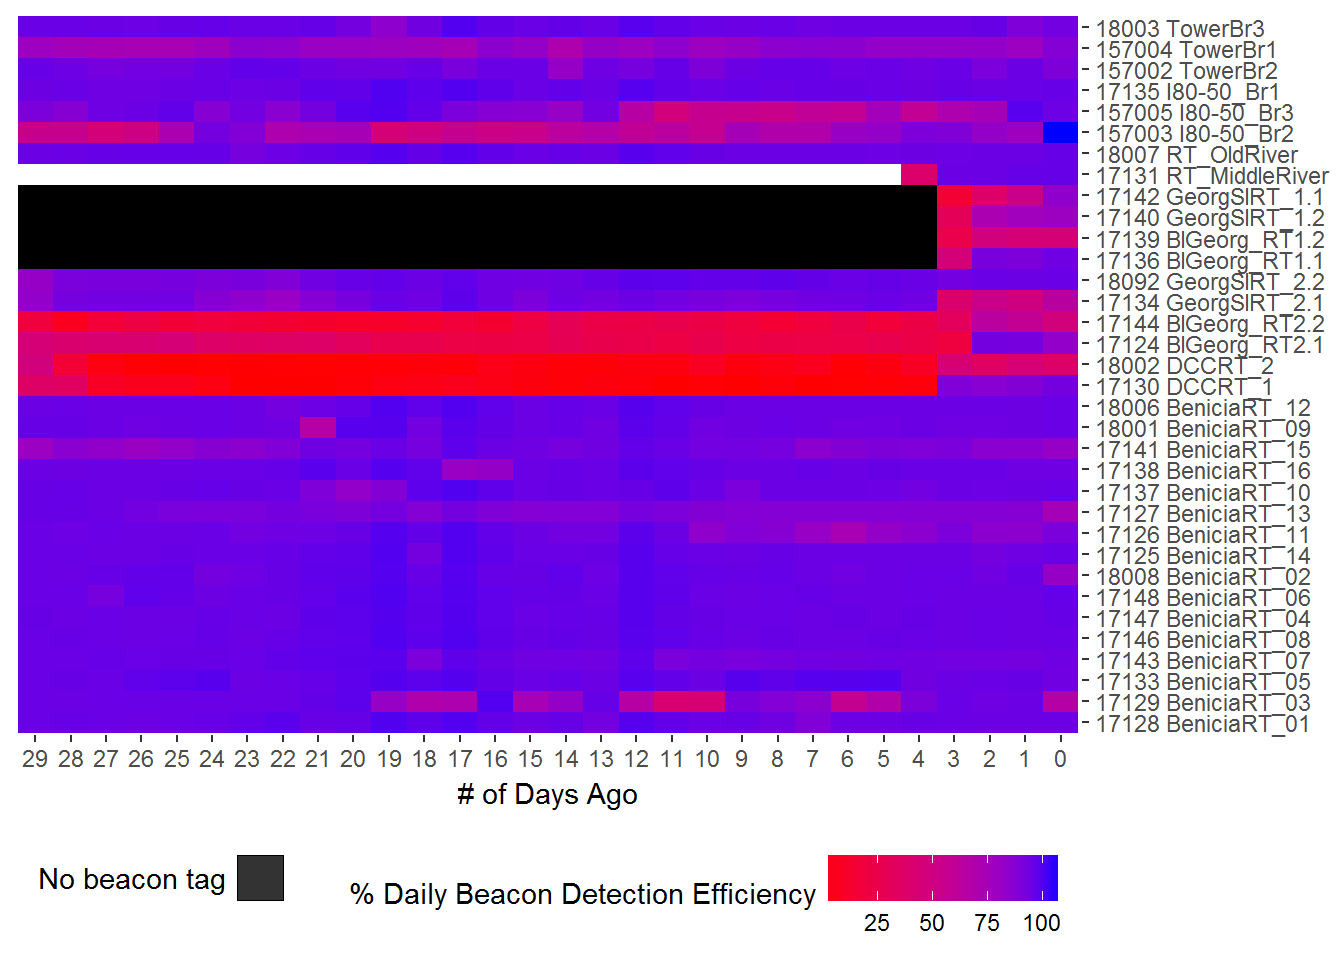 18003 TowerBr3
157004 TowerBr1
157002 TowerBr2
17135 I80-50_Br1
157005 I80-50_Br3
157003 I80-50_Br2
18007 RT_OldRiver
17131 RT_MiddleRiver
17142 GeorgSlRT_1.1
17140 GeorgSlRT_1.2
17139 BlGeorg_RT1.2
17136 BlGeorg_RT1.1
18092 GeorgSlRT_2.2
17134 GeorgSlRT_2.1
17144 BlGeorg_RT2.2
17124 BlGeorg_RT2.1
18002 DCCRT_2
17130 DCCRT_1
18006 BeniciaRT_12
18001 BeniciaRT_09
17141 BeniciaRT_15
17138 BeniciaRT_16
17137 BeniciaRT_10
17127 BeniciaRT_13
17126 BeniciaRT_11
17125 BeniciaRT_14
18008 BeniciaRT_02
17148 BeniciaRT_06
17147 BeniciaRT_04
17146 BeniciaRT_08
17143 BeniciaRT_07
17133 BeniciaRT_05
17129 BeniciaRT_03
17128 BeniciaRT_01
29 28 27 26 25 24 23 22 21 20 19 18 17 16 15 14 13 12 11 10 9 8 7 6 5 4 3 2 1 0
# of Days Ago
No beacon tag
% Daily Beacon Detection Efficiency
25 50 75 100